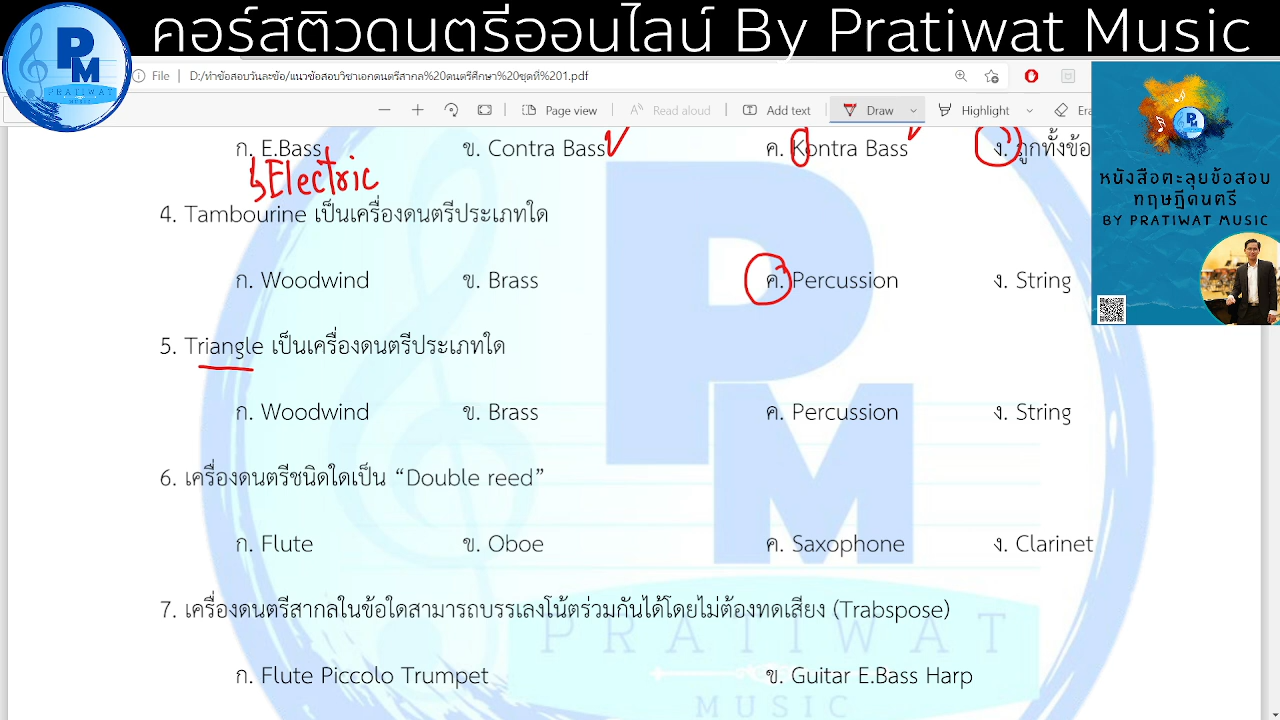 คอร์สติวดนตรีออนไลน์ By Pratiwat Music
PM
PRATIWAT
MUSIC
File D:/ทำข้อสอบวันละข้อ/แนวข้อสอบวิชาเอกดนตรีสากล%20ดนตรีศึกษา%20ชุดที่%201.pdf
Page view Read aloud Add text Draw Highlight Era
ก. E.Bass ข. Contra Bass ค. Kontra Bass ง. ถูกทั้งข้อ
Electric
4. Tambourine เป็นเครื่องดนตรีประเภทใด
ก. Woodwind ข. Brass ค. Percussion ง. String
5. Triangle เป็นเครื่องดนตรีประเภทใด
ก. Woodwind ข. Brass ค. Percussion ง. String
6. เครื่องดนตรีชนิดใดเป็น “Double reed”
ก. Flute ข. Oboe ค. Saxophone ง. Clarinet
7. เครื่องดนตรีสากลในข้อใดสามารถบรรเลงโน้ตร่วมกันได้โดยไม่ต้องทดเสียง (Trabspose)
ก. Flute Piccolo Trumpet ข. Guitar E.Bass Harp
PM
PRATIWAT
MUSIC
PM
หนังสือตะลุยข้อสอบ
ทฤษฎีดนตรี
BY PRATIWAT MUSIC